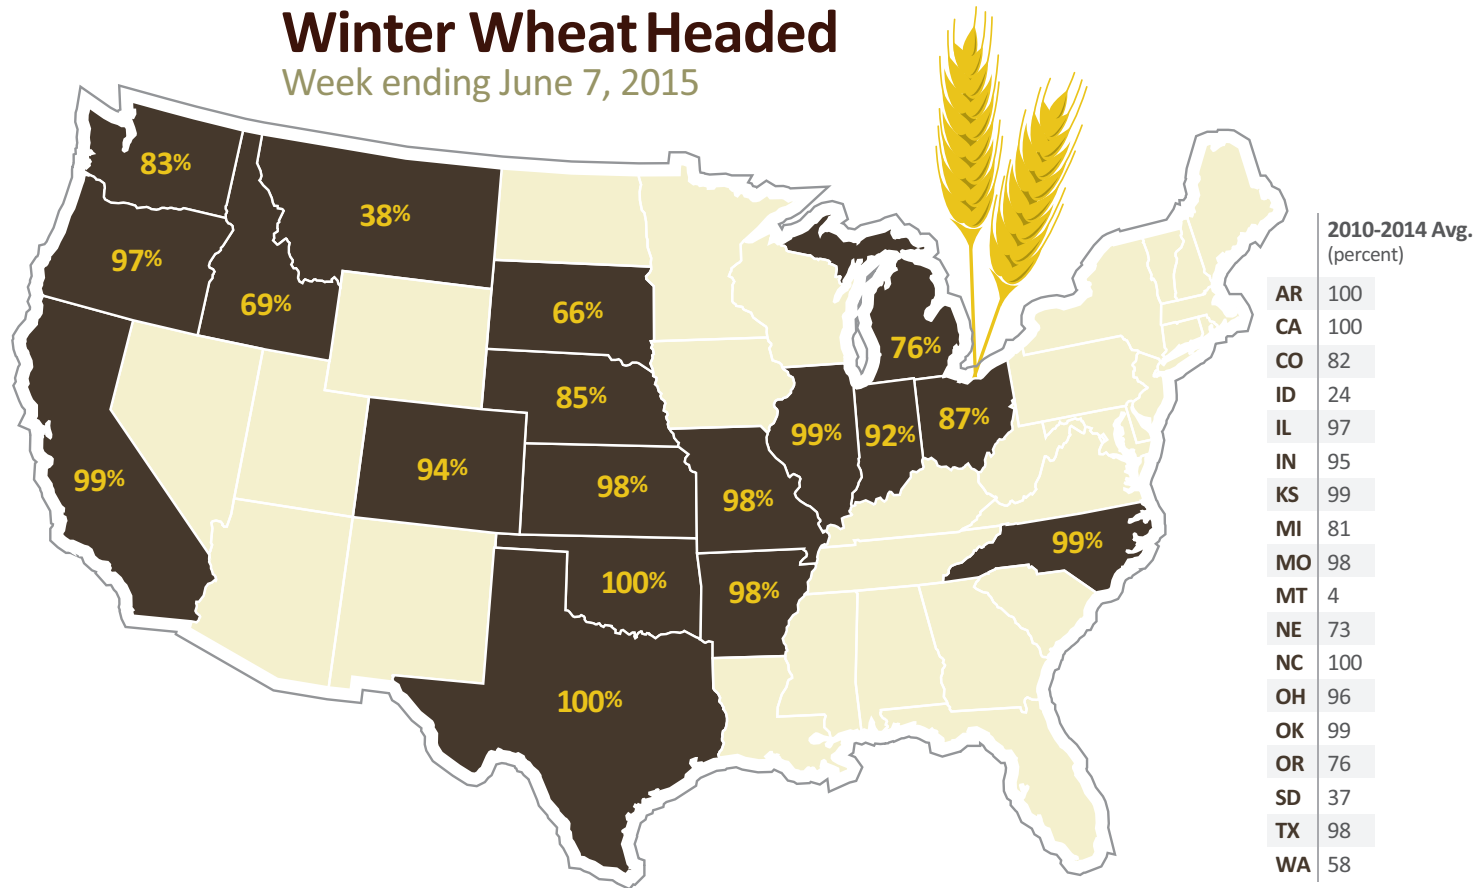 Winter Wheat Headed
Week ending June 7, 2015
83%
38%
97%
69%
66%
76%
85%
99%
92%
87%
94%
99%
98%
98%
99%
100%
98%
100%
2010-2014 Avg.
(percent)
AR 100
CA 100
CO 82
ID 24
IL 97
IN 95
KS 99
MI 81
MO 98
MT 4
NE 73
NC 100
OH 96
OK 99
OR 76
SD 37
TX 98
WA 58